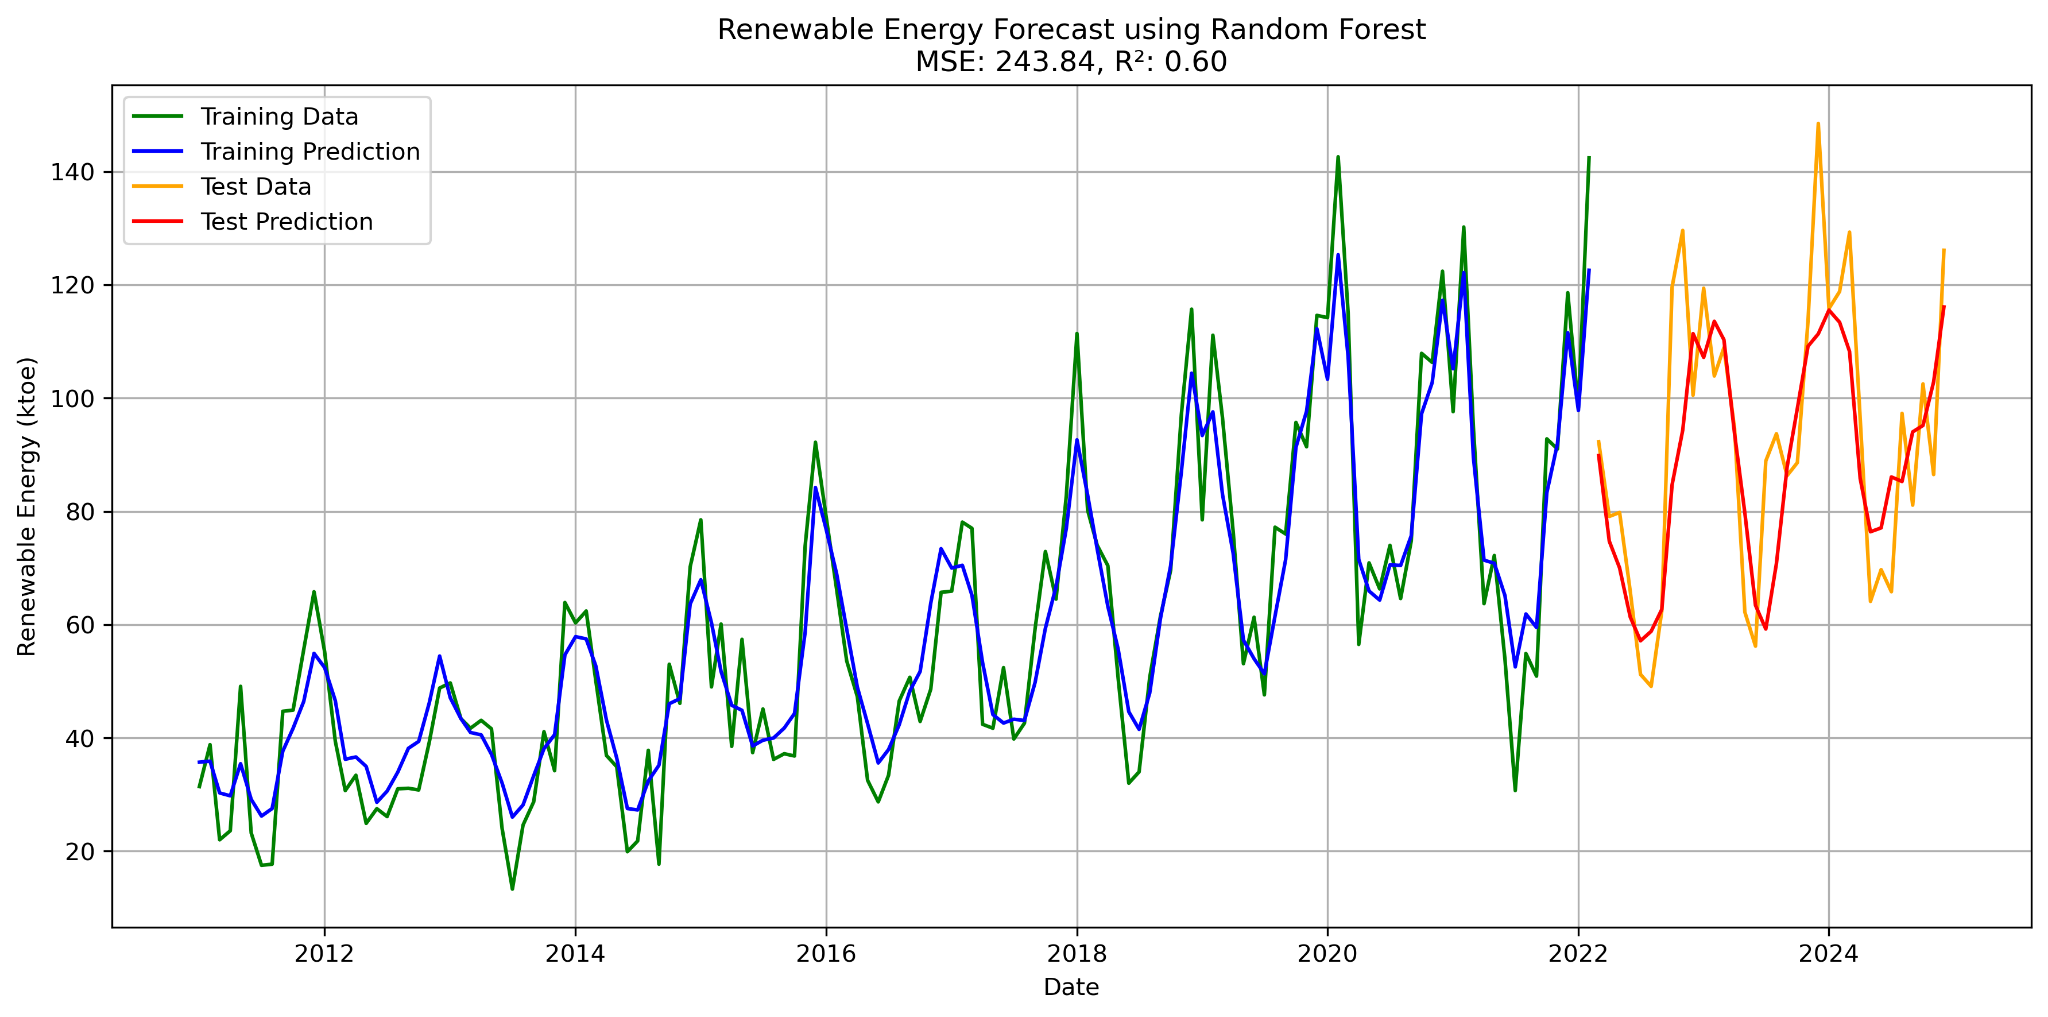 Renewable Energy Forecast using Random Forest
MSE: 243.84, R²: 0.60
Training Data
Training Prediction
Test Data
Test Prediction
Renewable Energy (ktoe)
140
120
100
80
60
40
20
2012
2014
2016
2018
2020
2022
2024
Date